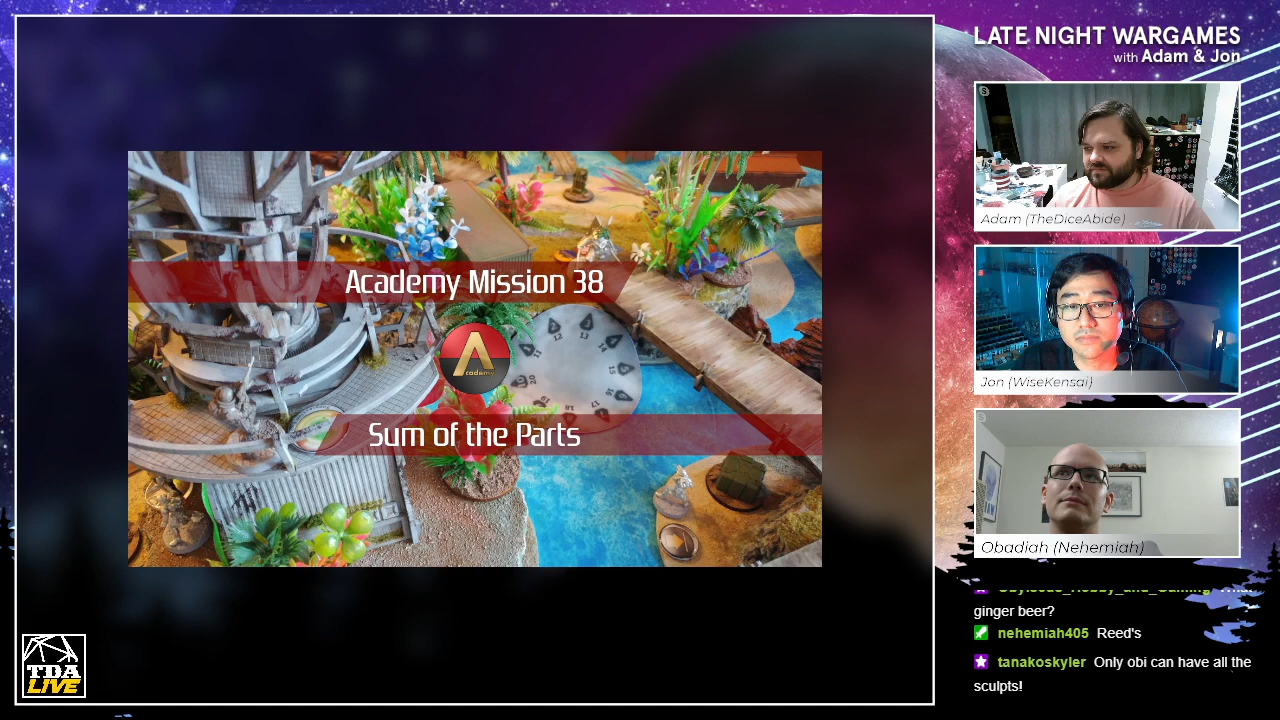 LATE NIGHT WARGAMES
with Adam & Jon
Academy Mission 38
Academy
Sum of the Parts
Adam (TheDiceAbide)
Jon (WiseKensai)
Obadiah (Nehemiah)
ginger beer?
nehemiah405 Reed's
tanakoskyler Only obi can have all the
sculpts!
TDA
LIVE